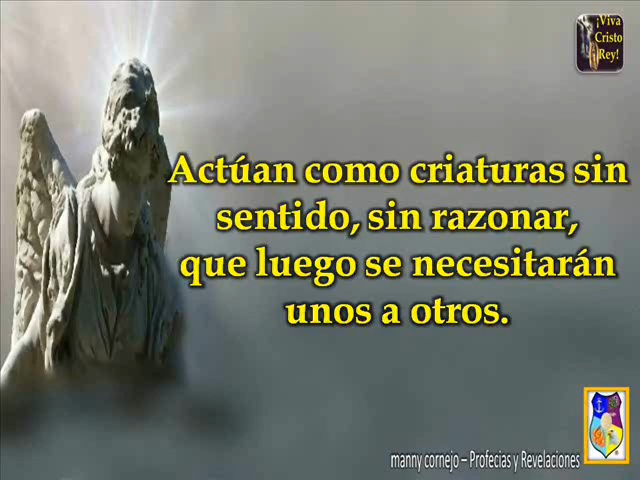 ¡Viva
Cristo
Rey!
Actúan como criaturas sin
sentido, sin razonar,
que luego se necesitarán
unos a otros.
manny cornejo – Profecias y Revelaciones